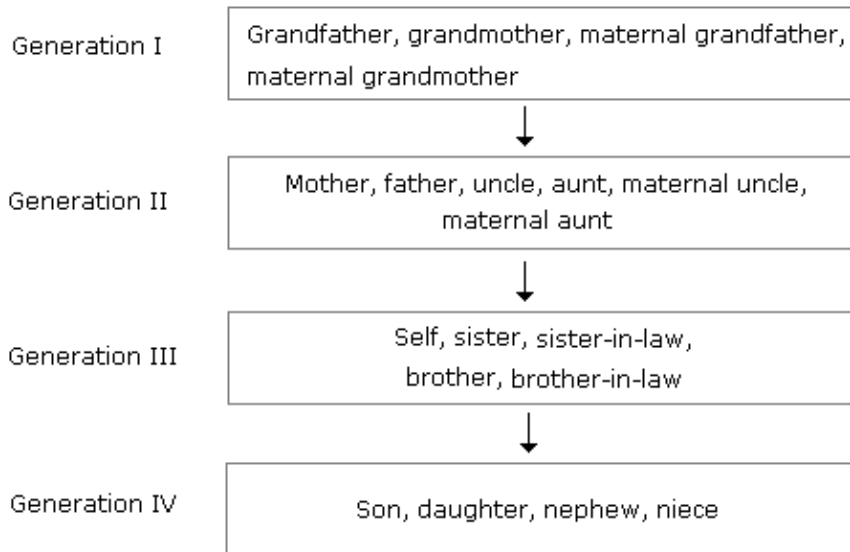 Generation I
Grandfather, grandmother, maternal grandfather,
maternal grandmother
Generation II
Mother, father, uncle, aunt, maternal uncle,
maternal aunt
Generation III
Self, sister, sister-in-law,
brother, brother-in-law
Generation IV
Son, daughter, nephew, niece